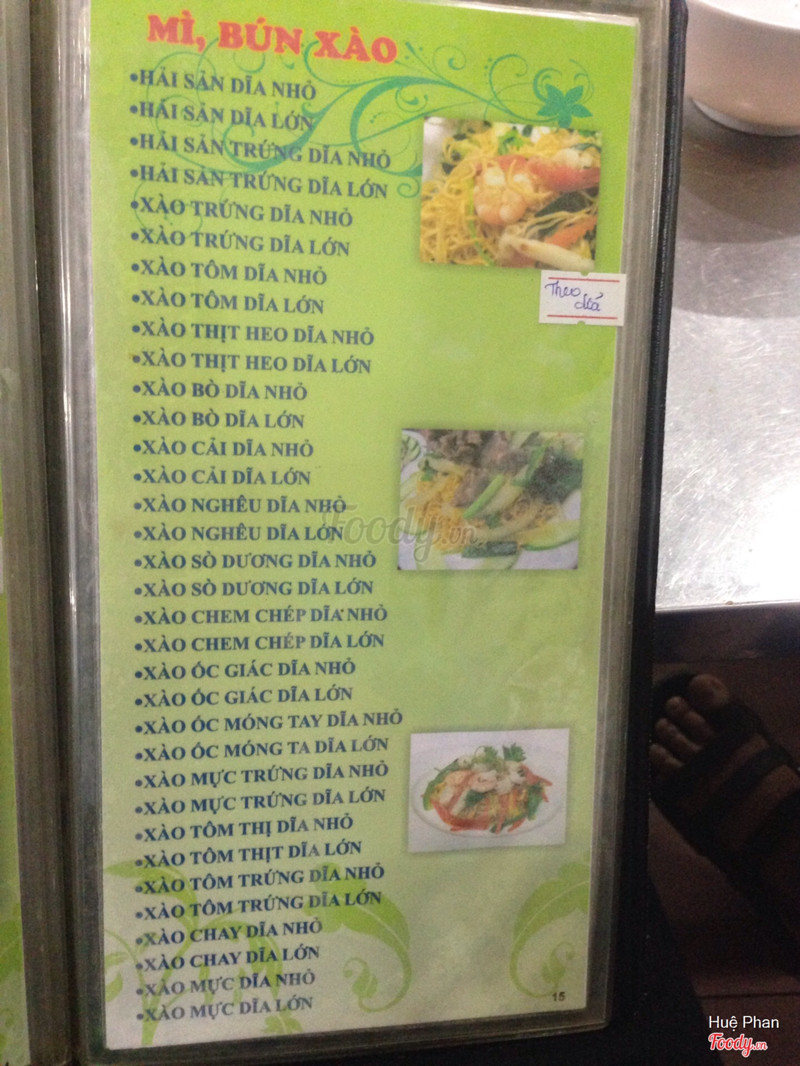 MÌ, BÚN XÀO
•HẢI SẢN DĨA NHỎ
•HẢI SẢN DĨA LỚN
•HẢI SẢN TRỨNG DĨA NHỎ
•HẢI SẢN TRỨNG DĨA LỚN
•XÀO TRỨNG DĨA NHỎ
•XÀO TRỨNG DĨA LỚN
•XÀO TÔM DĨA NHỎ
•XÀO TÔM DĨA LỚN
•XÀO THỊT HEO DĨA NHỎ
•XÀO THỊT HEO DĨA LỚN
•XÀO BÒ DĨA NHỎ
•XÀO BÒ DĨA LỚN
•XÀO CẢI DĨA NHỎ
•XÀO CẢI DĨA LỚN
•XÀO NGHÊU DĨA NHỎ
•XÀO NGHÊU DĨA LỚN
•XÀO SÒ DƯƠNG DĨA NHỎ
•XÀO SÒ DƯƠNG DĨA LỚN
•XÀO CHEM CHÉP DĨA NHỎ
•XÀO CHEM CHÉP DĨA LỚN
•XÀO ỐC GIÁC DĨA NHỎ
•XÀO ỐC GIÁC DĨA LỚN
•XÀO ỐC MÓNG TAY DĨA NHỎ
•XÀO ỐC MÓNG TA DĨA LỚN
•XÀO MỰC TRỨNG DĨA NHỎ
•XÀO MỰC TRỨNG DĨA LỚN
•XÀO TÔM THỊ DĨA NHỎ
•XÀO TÔM THỊT DĨA LỚN
•XÀO TÔM TRỨNG DĨA NHỎ
•XÀO TÔM TRỨNG DĨA LỚN
•XÀO CHAY DĨA NHỎ
•XÀO CHAY DĨA LỚN
•XÀO MỰC DĨA NHỎ
•XÀO MỰC DĨA LỚN
Theo
Foody.vn
15
Huệ Phan
Foody.vn